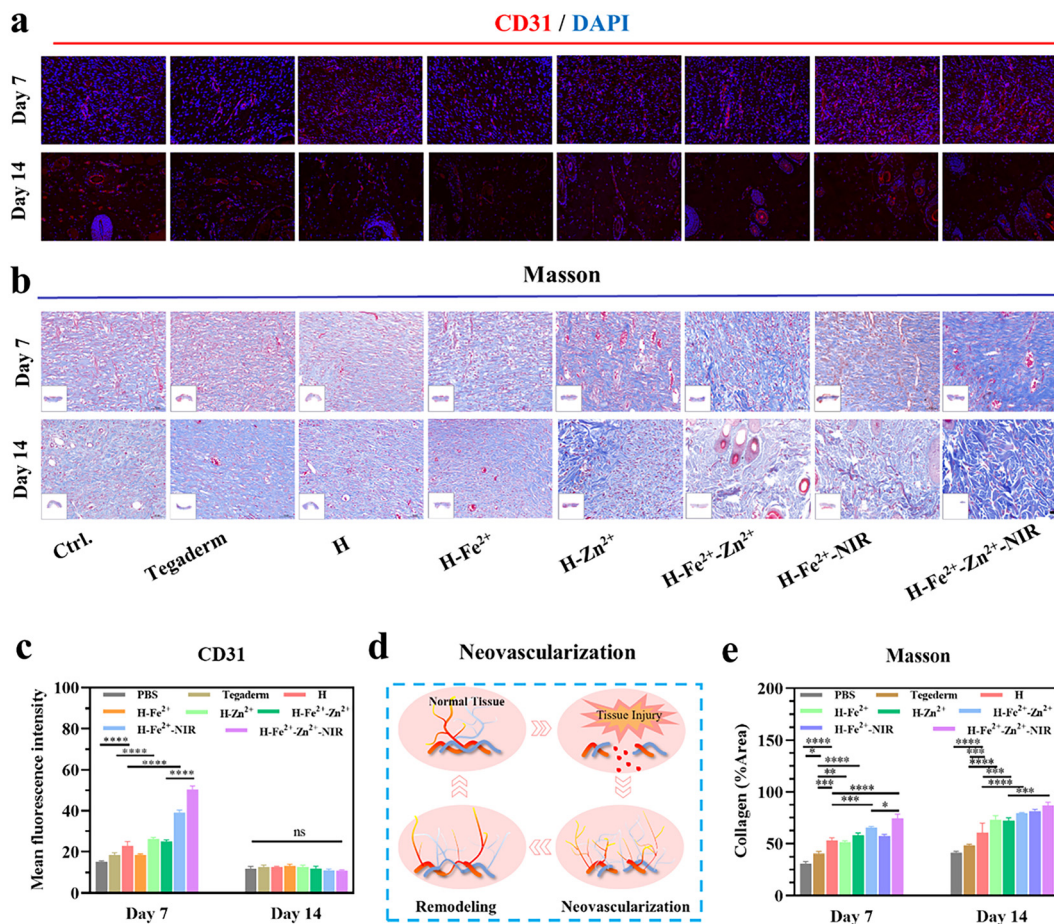 a
CD31 / DAPI
Day 7
Day 14
b
Masson
Day 7
Day 14
Ctrl.
Tegaderm
H
H-Fe²⁺
H-Zn²⁺
H-Fe²⁺-Zn²⁺
H-Fe²⁺-NIR
H-Fe²⁺-Zn²⁺-NIR
c
CD31
Mean fluorescence intensity
100
80
60
40
20
0
PBS Tegaderm H
H-Fe²⁺ H-Zn²⁺ H-Fe²⁺-Zn²⁺
H-Fe²⁺-NIR H-Fe²⁺-Zn²⁺-NIR
****
****
****
****
ns
Day 7 Day 14
d
Neovascularization
Normal Tissue
Tissue Injury
Remodeling Neovascularization
e
Masson
Collagen (%Area)
200
150
100
50
0
PBS Tegederm H
H-Fe²⁺ H-Zn²⁺ H-Fe²⁺-Zn²⁺
H-Fe²⁺-NIR H-Fe²⁺-Zn²⁺-NIR
****
*
****
**
***
****
***
*
****
***
****
***
****
***
Day 7 Day 14